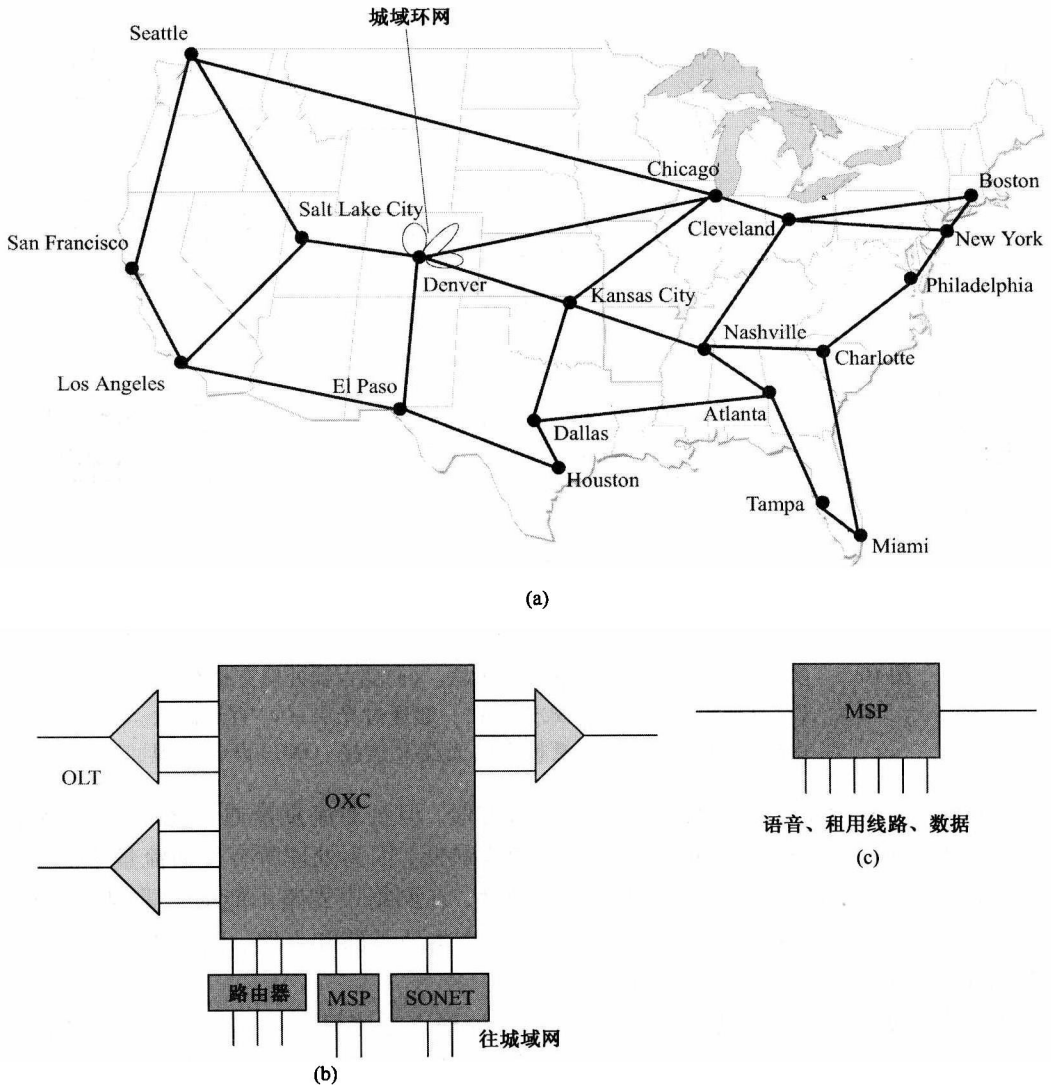 城域环网
Seattle
Chicago
Boston
Salt Lake City
Cleveland
San Francisco
New York
Denver
Philadelphia
Kansas City
Nashville
Charlotte
Los Angeles
El Paso
Atlanta
Dallas
Houston
Tampa
Miami
(a)
OLT
OXC
路由器
MSP
SONET
往城域网
(b)
MSP
语音、租用线路、数据
(c)